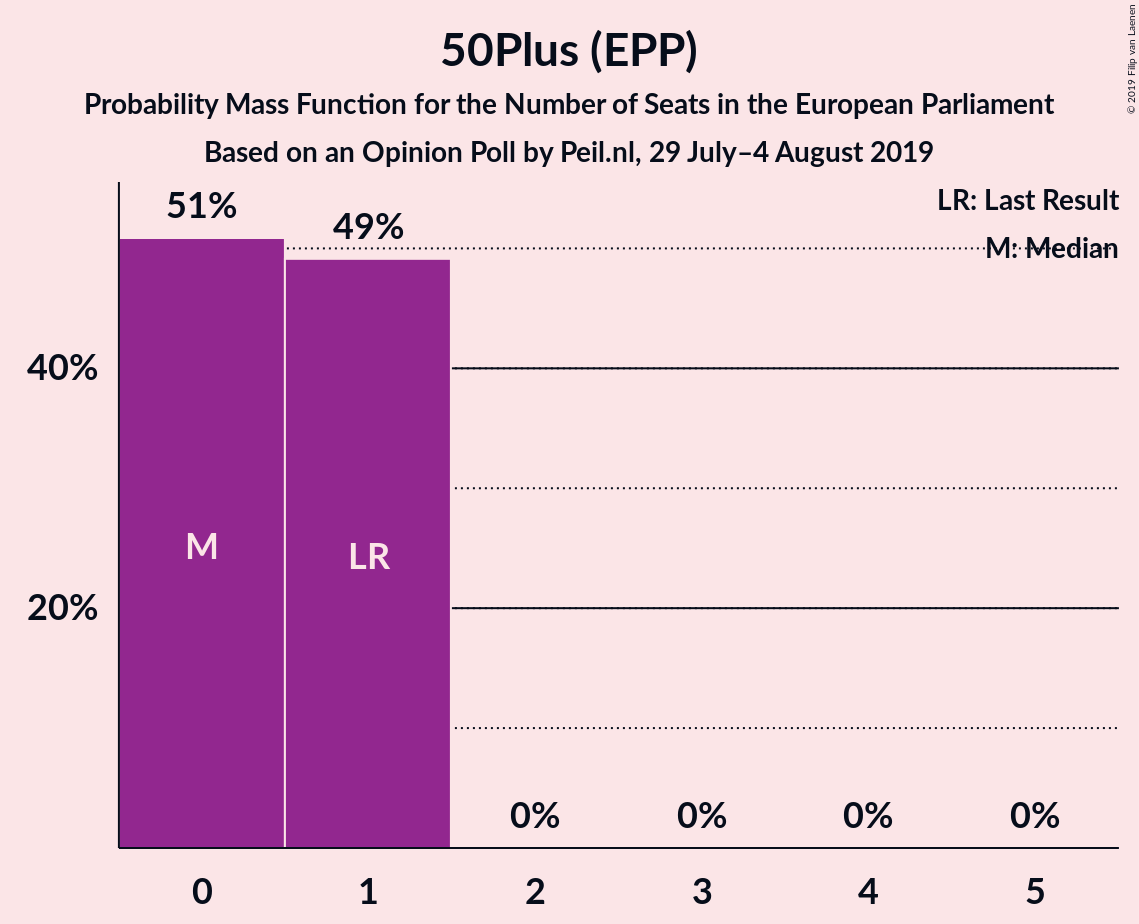 50Plus (EPP)
Probability Mass Function for the Number of Seats in the European Parliament
Based on an Opinion Poll by Peil.nl, 29 July–4 August 2019
© 2019 Filip van Laenen
LR: Last Result
M: Median
51%
49%
40%
20%
M
LR
0%
0%
0%
0%
0
1
2
3
4
5